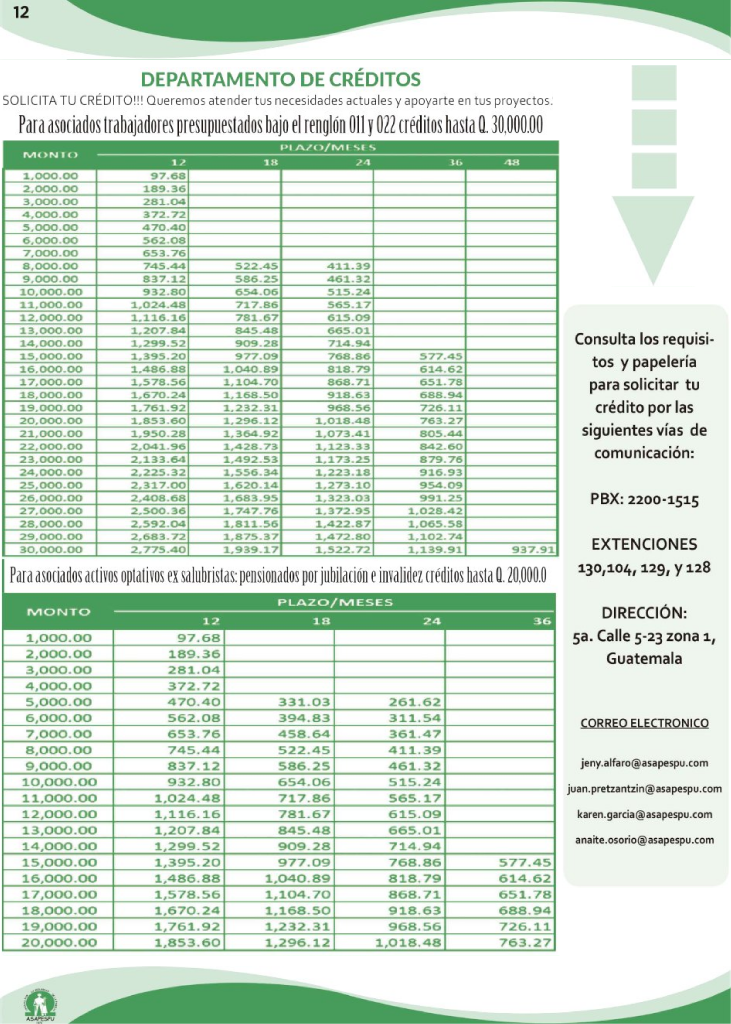 12
DEPARTAMENTO DE CRÉDITOS
SOLICITA TU CRÉDITO!!! Queremos atender tus necesidades actuales y apoyarte en tus proyectos.
Para asociados trabajadores presupuestados bajo el renglón 011 y 022 créditos hasta Q. 30,000.00
MONTO PLAZO/MESES
12 18 24 36 48
1,000.00 97.68
2,000.00 189.36
3,000.00 281.04
4,000.00 372.72
5,000.00 470.40
6,000.00 562.08
7,000.00 653.76
8,000.00 745.44 522.45 411.39
9,000.00 837.12 586.25 461.32
10,000.00 932.80 654.06 515.24
11,000.00 1,024.48 717.86 565.17
12,000.00 1,116.16 781.67 615.09
13,000.00 1,207.84 845.48 665.01
14,000.00 1,299.52 909.28 714.94
15,000.00 1,395.20 977.09 768.86 577.45
16,000.00 1,486.88 1,040.89 818.79 614.62
17,000.00 1,578.56 1,104.70 868.71 651.78
18,000.00 1,670.24 1,168.50 918.63 688.94
19,000.00 1,761.92 1,232.31 968.56 726.11
20,000.00 1,853.60 1,296.12 1,018.48 763.27
21,000.00 1,950.28 1,364.92 1,073.41 805.44
22,000.00 2,041.96 1,428.73 1,123.33 842.60
23,000.00 2,133.64 1,492.53 1,173.25 879.76
24,000.00 2,225.32 1,556.34 1,223.18 916.93
25,000.00 2,317.00 1,620.14 1,273.10 954.09
26,000.00 2,408.68 1,683.95 1,323.03 991.25
27,000.00 2,500.36 1,747.76 1,372.95 1,028.42
28,000.00 2,592.04 1,811.56 1,422.87 1,065.58
29,000.00 2,683.72 1,875.37 1,472.80 1,102.74
30,000.00 2,775.40 1,939.17 1,522.72 1,139.91 937.91
Para asociados activos optativos ex salubristas: pensionados por jubilación e invalidez créditos hasta Q. 20,000.0
MONTO PLAZO/MESES
12 18 24 36
1,000.00 97.68
2,000.00 189.36
3,000.00 281.04
4,000.00 372.72
5,000.00 470.40 331.03 261.62
6,000.00 562.08 394.83 311.54
7,000.00 653.76 458.64 361.47
8,000.00 745.44 522.45 411.39
9,000.00 837.12 586.25 461.32
10,000.00 932.80 654.06 515.24
11,000.00 1,024.48 717.86 565.17
12,000.00 1,116.16 781.67 615.09
13,000.00 1,207.84 845.48 665.01
14,000.00 1,299.52 909.28 714.94
15,000.00 1,395.20 977.09 768.86 577.45
16,000.00 1,486.88 1,040.89 818.79 614.62
17,000.00 1,578.56 1,104.70 868.71 651.78
18,000.00 1,670.24 1,168.50 918.63 688.94
19,000.00 1,761.92 1,232.31 968.56 726.11
20,000.00 1,853.60 1,296.12 1,018.48 763.27
Consulta los requisi-
tos y papelería
para solicitar tu
crédito por las
siguientes vías de
comunicación:
PBX: 2200-1515
EXTENCIONES
130,104, 129, y 128
DIRECCIÓN:
5a. Calle 5-23 zona 1,
Guatemala
CORREO ELECTRONICO
jeny.alfaro@asapespu.com
juan.pretzantzin@asapespu.com
karen.garcia@asapespu.com
anaite.osorio@asapespu.com
ASAPESPU